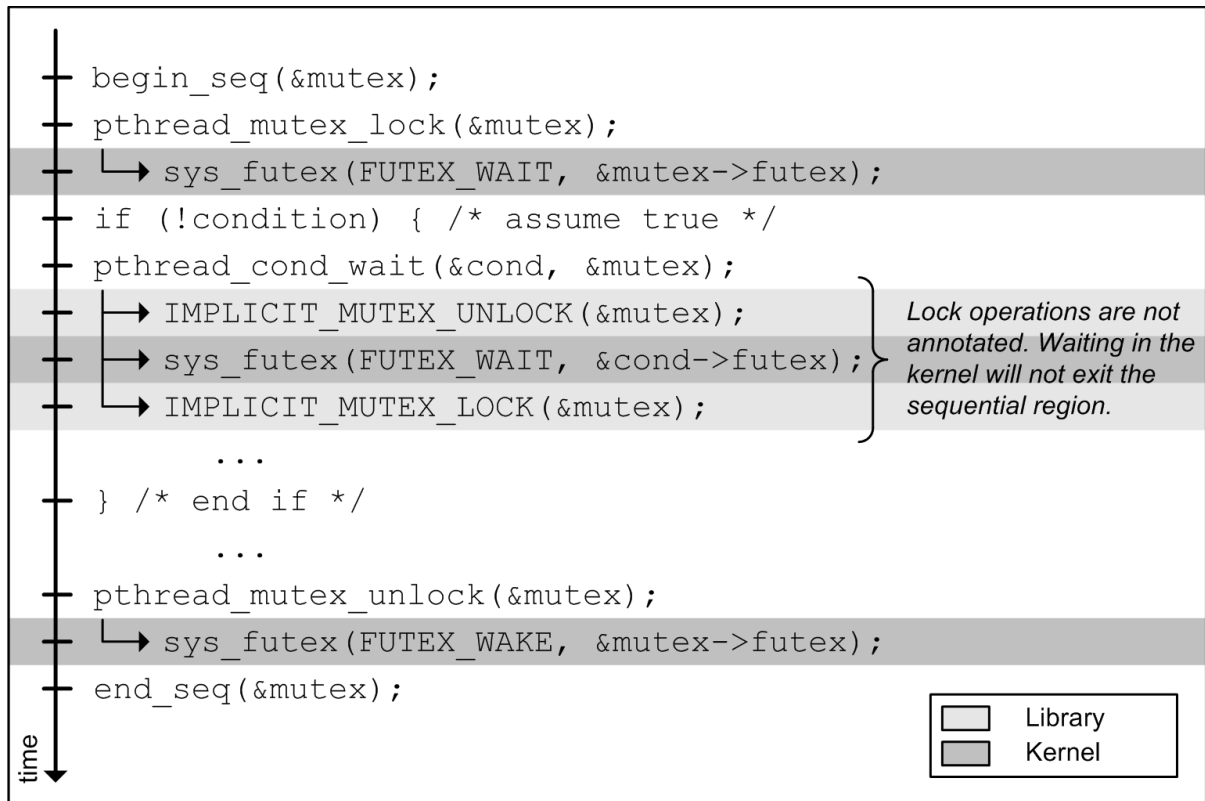 begin_seq(&mutex);
pthread_mutex_lock(&mutex);
sys_futex(FUTEX_WAIT, &mutex->futex);
if (!condition) { /* assume true */
pthread_cond_wait(&cond, &mutex);
IMPLICIT_MUTEX_UNLOCK(&mutex);
sys_futex(FUTEX_WAIT, &cond->futex);
IMPLICIT_MUTEX_LOCK(&mutex);
Lock operations are not
annotated. Waiting in the
kernel will not exit the
sequential region.
...
} /* end if */
...
pthread_mutex_unlock(&mutex);
sys_futex(FUTEX_WAKE, &mutex->futex);
end_seq(&mutex);
time
Library
Kernel